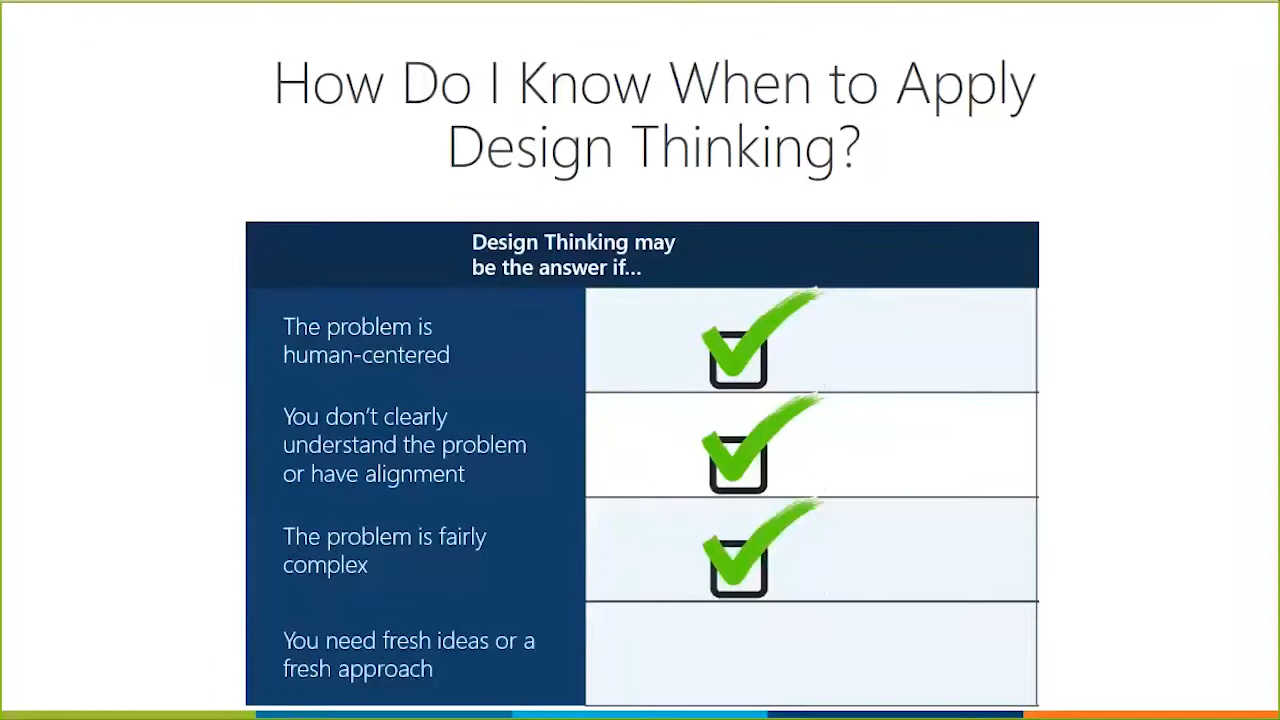 How Do I Know When to Apply
Design Thinking?
Design Thinking may
be the answer if...
The problem is
human-centered
You don't clearly
understand the problem
or have alignment
The problem is fairly
complex
You need fresh ideas or a
fresh approach